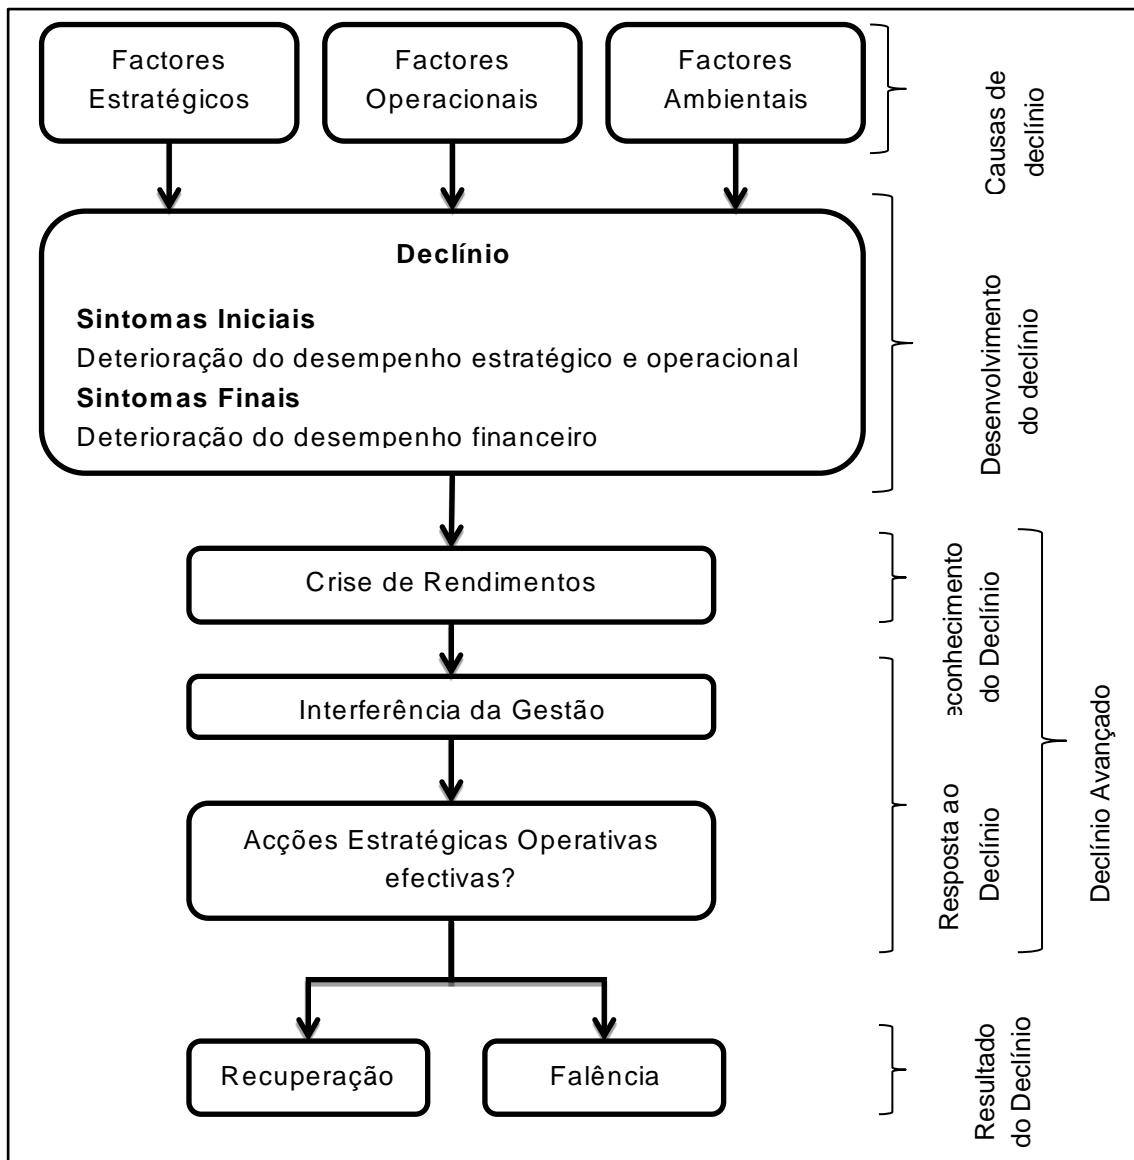 Factores
Estratégicos
Factores
Operacionais
Factores
Ambientais
Causas de
declínio
Declínio
Sintomas Iniciais
Deterioração do desempenho estratégico e operacional
Sintomas Finais
Deterioração do desempenho financeiro
Desenvolvimento
do declínio
Crise de Rendimentos
econhecimento
do Declínio
Interferência da Gestão
Acções Estratégicas Operativas
efectivas?
Resposta ao
Declínio
Declínio Avançado
Recuperação
Falência
Resultado
do Declínio